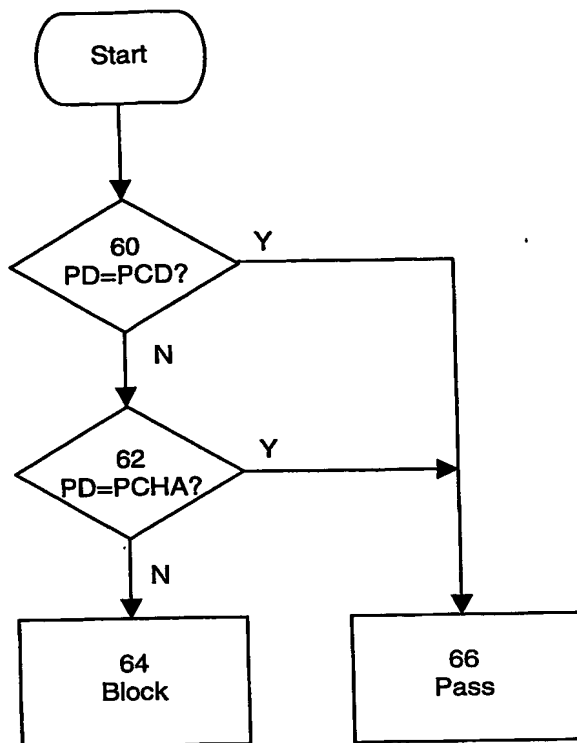 Start
60
PD=PCD?
Y
N
62
PD=PCHA?
Y
N
64
Block
66
Pass